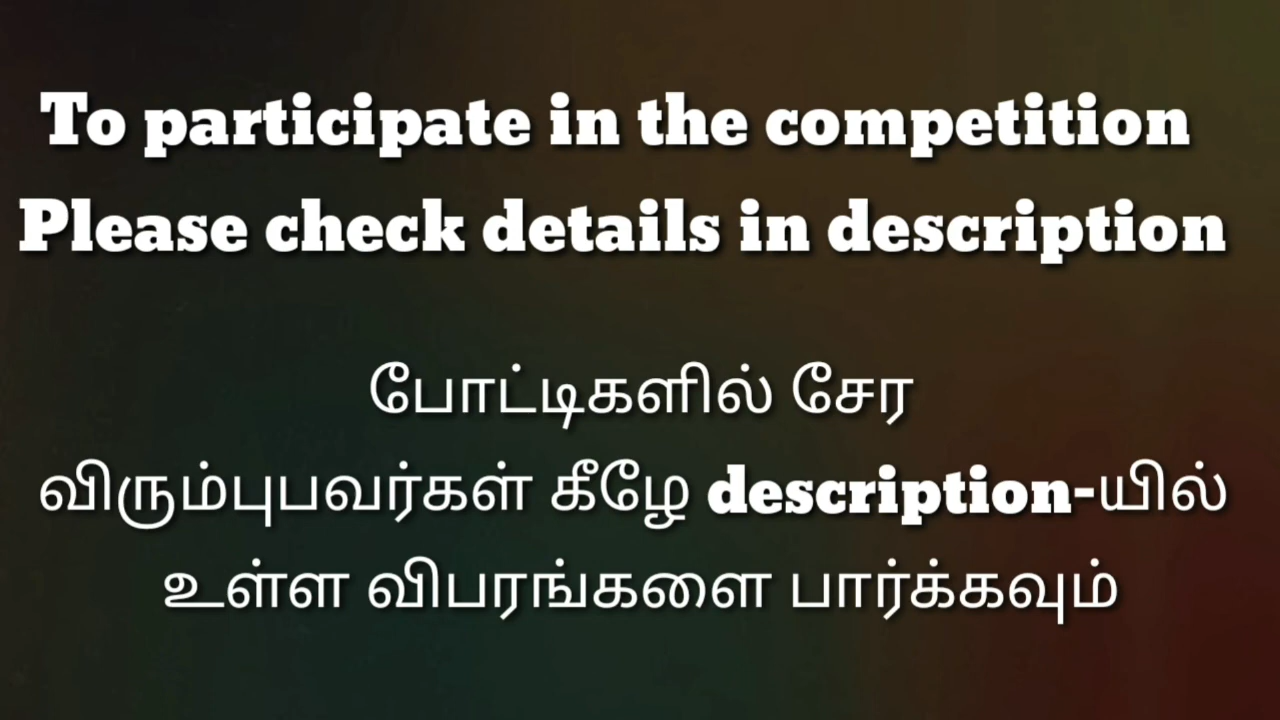 To participate in the competition
Please check details in description
போட்டிகளில் சேர
விரும்புபவர்கள் கீழே description-யில்
உள்ள விபரங்களை பார்க்கவும்